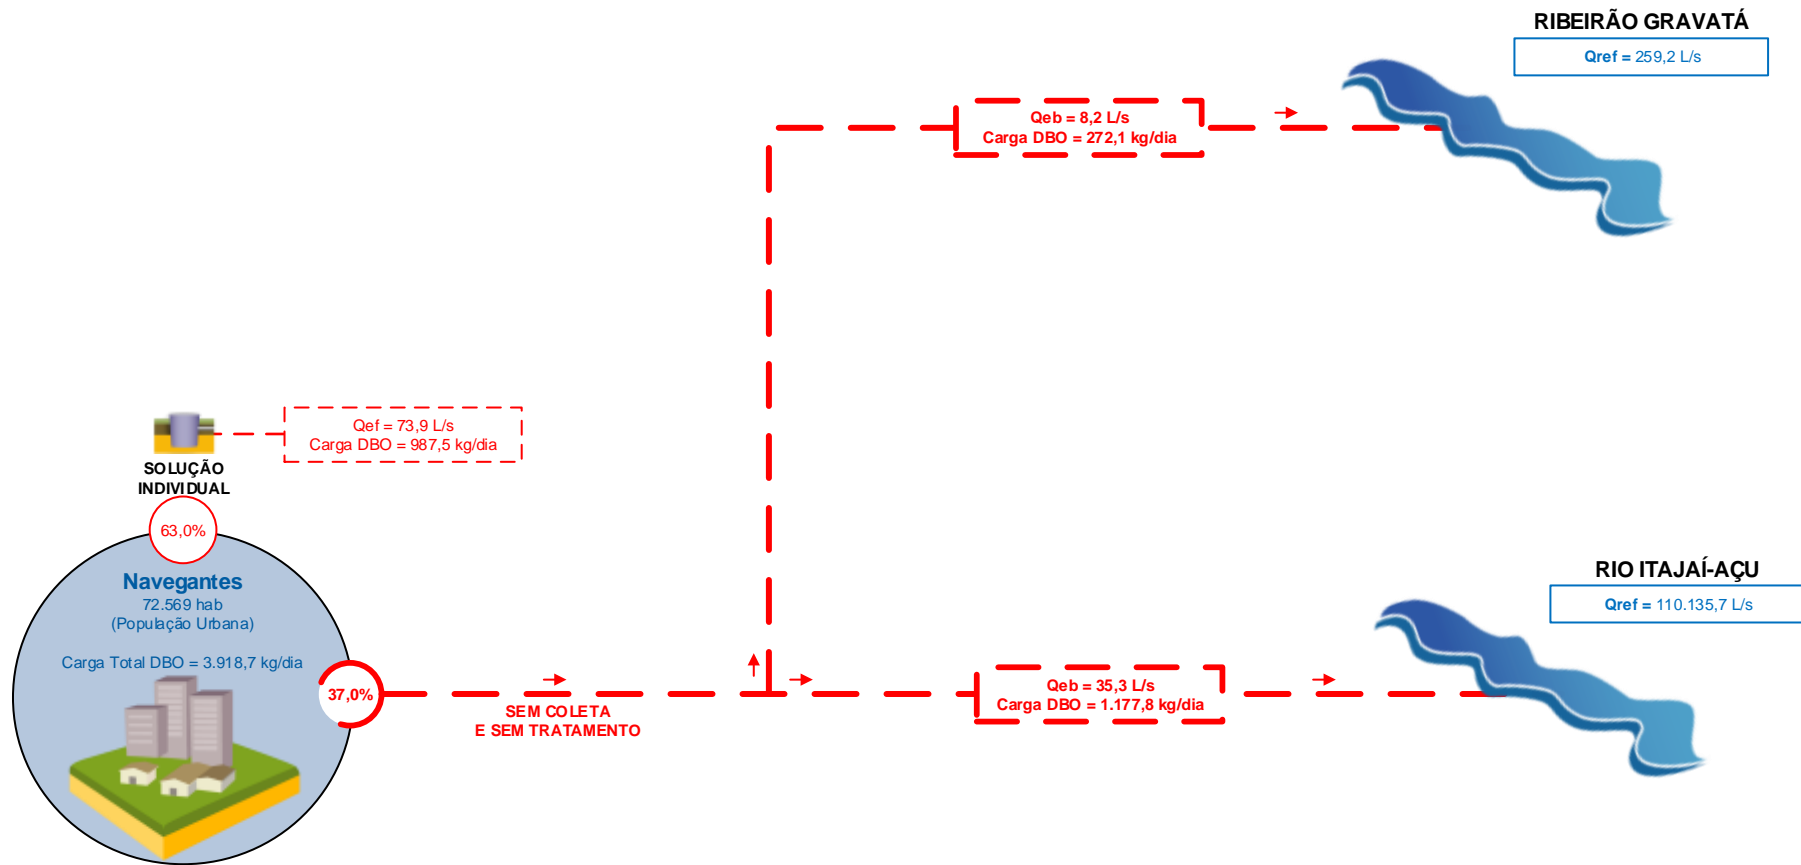 RIBEIRÃO GRAVATÁ
Qref = 259,2 L/s
Qeb = 8,2 L/s
Carga DBO = 272,1 kg/dia
Qef = 73,9 L/s
Carga DBO = 987,5 kg/dia
SOLUÇÃO
INDIVIDUAL
63,0%
Navegantes
72.569 hab
(População Urbana)
Carga Total DBO = 3.918,7 kg/dia
37,0%
SEM COLETA
E SEM TRATAMENTO
Qeb = 35,3 L/s
Carga DBO = 1.177,8 kg/dia
RIO ITAJAÍ-AÇU
Qref = 110.135,7 L/s